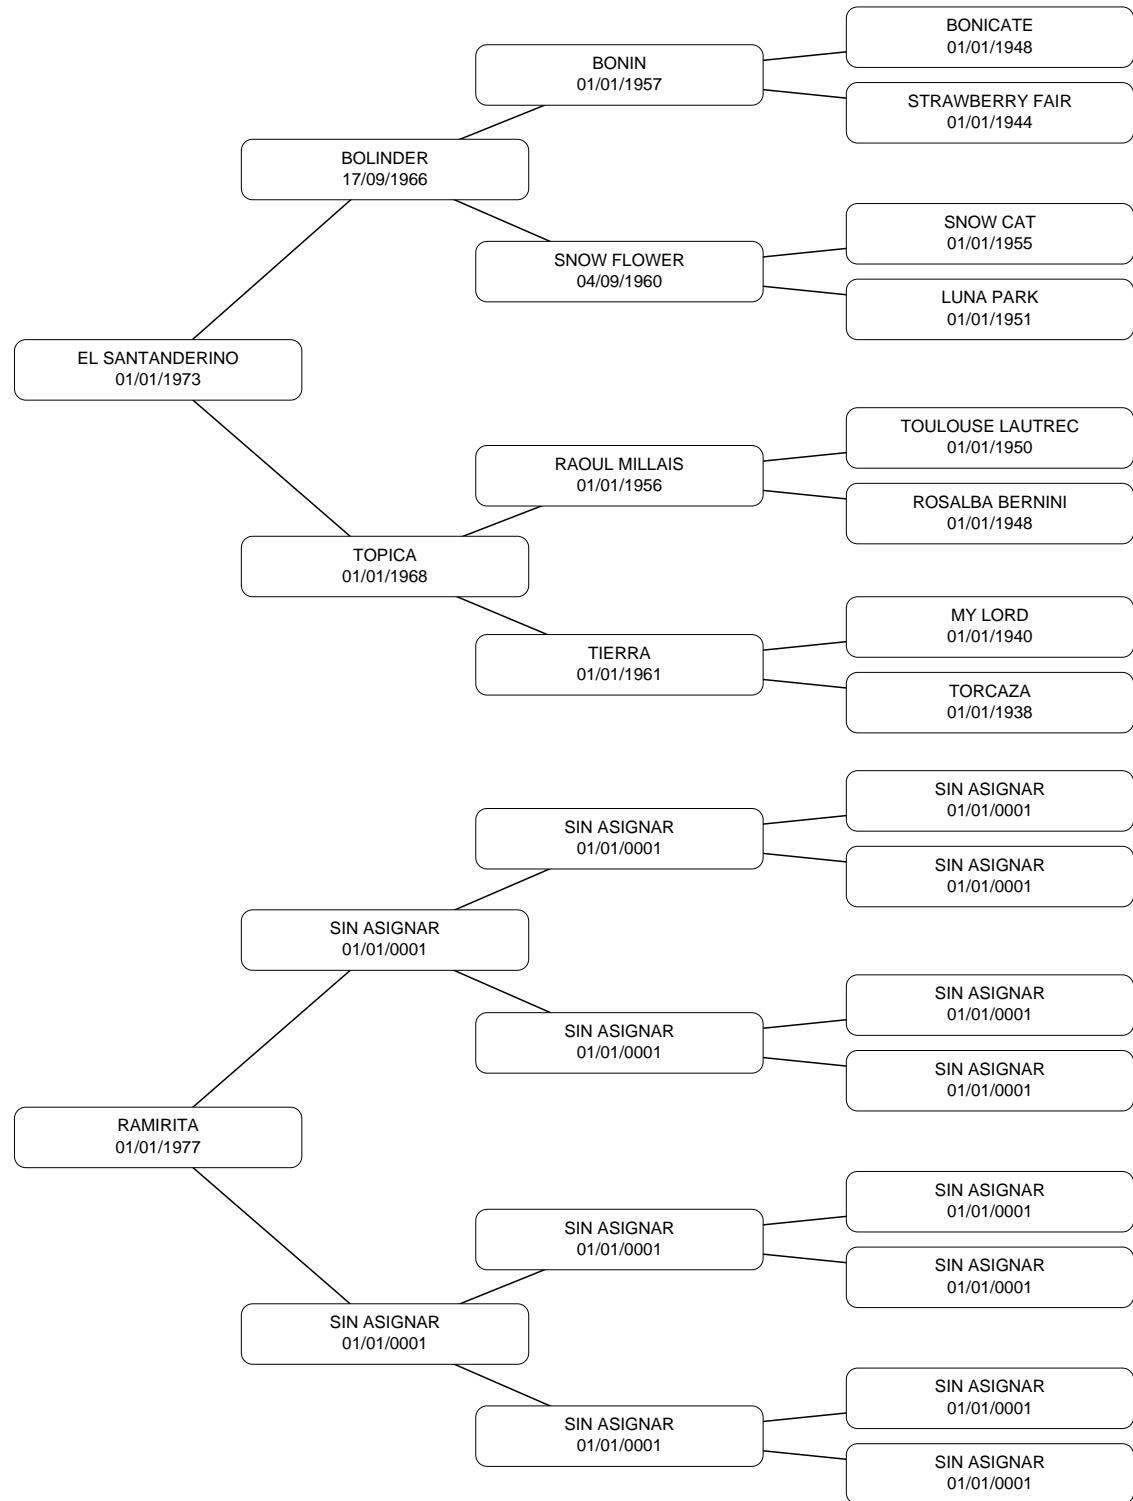 BONICATE
01/01/1948
BONIN
01/01/1957
STRAWBERRY FAIR
01/01/1944
BOLINDER
17/09/1966
SNOW CAT
01/01/1955
SNOW FLOWER
04/09/1960
LUNA PARK
01/01/1951
EL SANTANDERINO
01/01/1973
TOULOUSE LAUTREC
01/01/1950
RAOUL MILLAIS
01/01/1956
ROSALBA BERNINI
01/01/1948
TOPICA
01/01/1968
MY LORD
01/01/1940
TIERRA
01/01/1961
TORCAZA
01/01/1938
SIN ASIGNAR
01/01/0001
SIN ASIGNAR
01/01/0001
SIN ASIGNAR
01/01/0001
SIN ASIGNAR
01/01/0001
SIN ASIGNAR
01/01/0001
SIN ASIGNAR
01/01/0001
SIN ASIGNAR
01/01/0001
RAMIRITA
01/01/1977
SIN ASIGNAR
01/01/0001
SIN ASIGNAR
01/01/0001
SIN ASIGNAR
01/01/0001
SIN ASIGNAR
01/01/0001
SIN ASIGNAR
01/01/0001
SIN ASIGNAR
01/01/0001
SIN ASIGNAR
01/01/0001